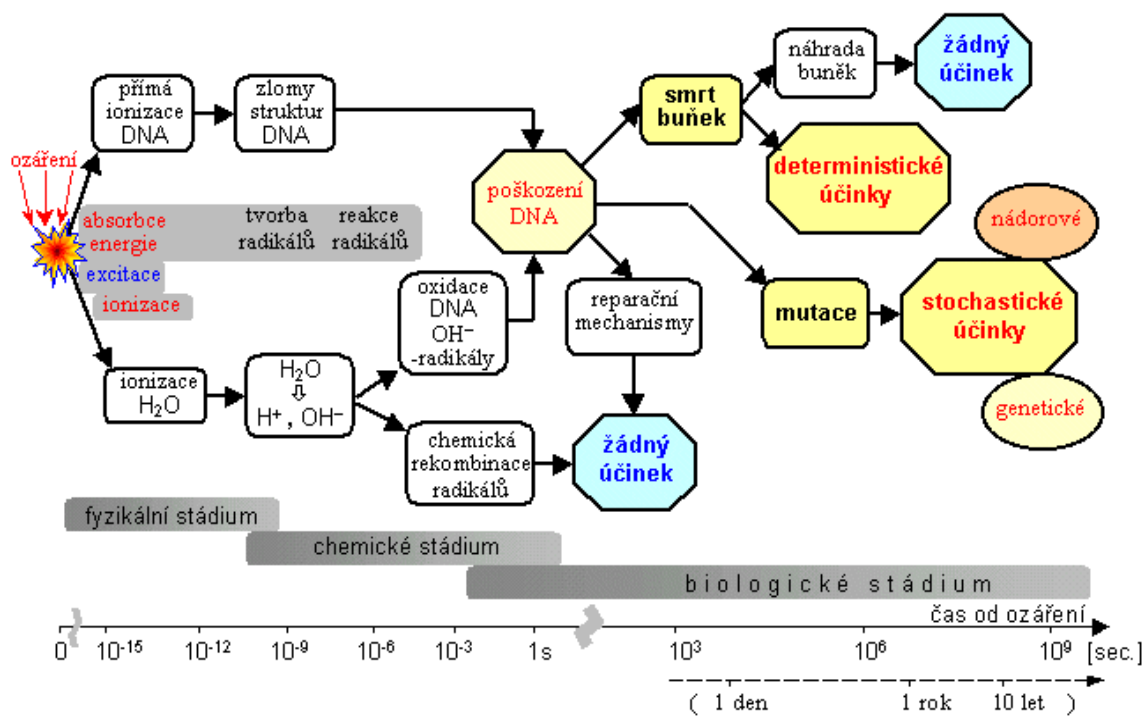 přímá
ionizace
DNA
zlomy
struktur
DNA
smrt
buňek
náhrada
buněk
žádný
účinek
ozáření
poškození
DNA
deterministické
účinky
absorbce
energie
tvorba
radikálů
reakce
radikálů
excitace
ionizace
nádorové
oxidace
DNA
OH⁻
-radikály
reparační
mechanismy
mutace
stochastické
účinky
ionizace
H₂O
H₂O
⇩
H⁺ , OH⁻
chemická
rekombinace
radikálů
žádný
účinek
genetické
fyzikální stádium
chemické stádium
biologické stádium
čas od ozáření
0 10⁻¹⁵ 10⁻¹² 10⁻⁹ 10⁻⁶ 10⁻³ 1s 10³ 10⁶ 10⁹ [sec.]
( 1 den 1 rok 10 let )